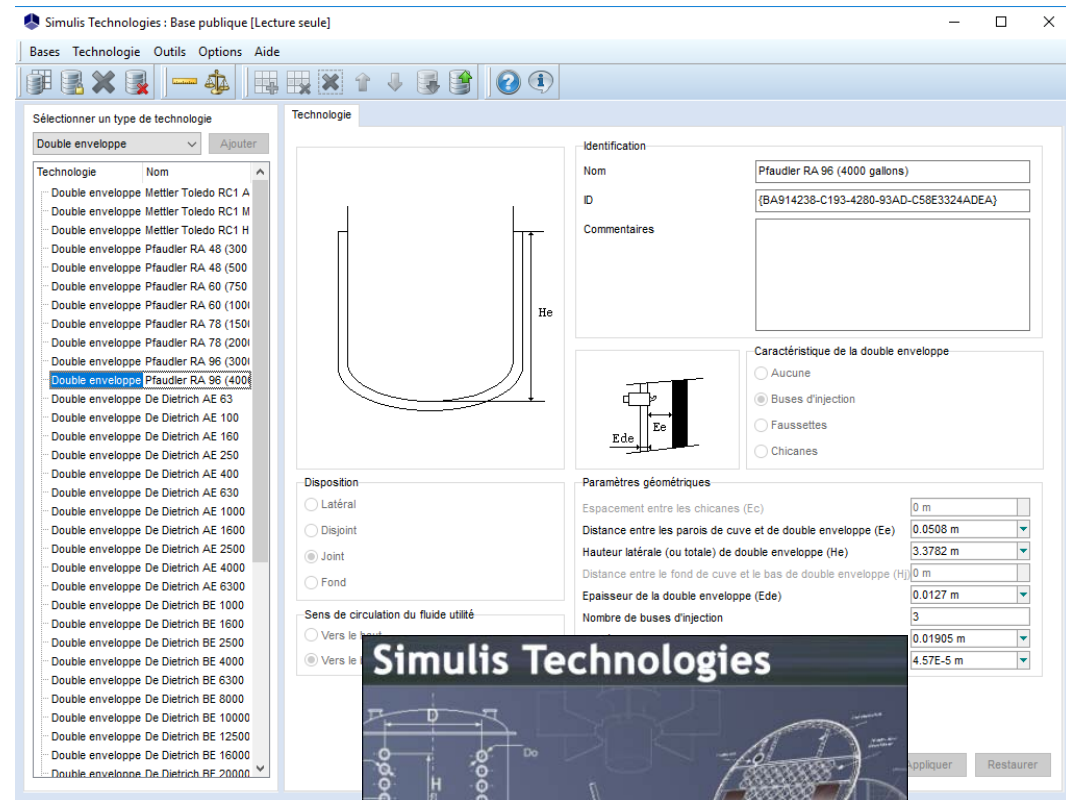 Simulis Technologies : Base publique [Lecture seule]
Bases Technologie Outils Options Aide
Sélectionner un type de technologie
Double enveloppe Ajouter
Technologie Nom
Double enveloppe Mettler Toledo RC1 A
Double enveloppe Mettler Toledo RC1 M
Double enveloppe Mettler Toledo RC1 H
Double enveloppe Pfaudler RA 48 (300
Double enveloppe Pfaudler RA 48 (500
Double enveloppe Pfaudler RA 60 (750
Double enveloppe Pfaudler RA 60 (100
Double enveloppe Pfaudler RA 78 (150
Double enveloppe Pfaudler RA 78 (200
Double enveloppe Pfaudler RA 96 (300
Double enveloppe Pfaudler RA 96 (400
Double enveloppe De Dietrich AE 63
Double enveloppe De Dietrich AE 100
Double enveloppe De Dietrich AE 160
Double enveloppe De Dietrich AE 250
Double enveloppe De Dietrich AE 400
Double enveloppe De Dietrich AE 630
Double enveloppe De Dietrich AE 1000
Double enveloppe De Dietrich AE 1600
Double enveloppe De Dietrich AE 2500
Double enveloppe De Dietrich AE 4000
Double enveloppe De Dietrich AE 6300
Double enveloppe De Dietrich BE 1000
Double enveloppe De Dietrich BE 1600
Double enveloppe De Dietrich BE 2500
Double enveloppe De Dietrich BE 4000
Double enveloppe De Dietrich BE 6300
Double enveloppe De Dietrich BE 8000
Double enveloppe De Dietrich BE 10000
Double enveloppe De Dietrich BE 12500
Double enveloppe De Dietrich BE 16000
Double enveloppe De Dietrich BE 20000
Technologie
He
Identification
Nom Pfaudler RA 96 (4000 gallons)
ID {BA914238-C193-4280-93AD-C58E3324ADEA}
Commentaires
Ee
Ede
Caractéristique de la double enveloppe
Aucune
Buses d'injection
Faussettes
Chicanes
Disposition
Latéral
Disjoint
Joint
Fond
Sens de circulation du fluide utilité
Vers le haut
Vers le
Paramètres géométriques
Espacement entre les chicanes (Ec) 0 m
Distance entre les parois de cuve et de double enveloppe (Ee) 0.0508 m
Hauteur latérale (ou totale) de double enveloppe (He) 3.3782 m
Distance entre le fond de cuve et le bas de double enveloppe (Hj) 0 m
Epaisseur de la double enveloppe (Ede) 0.0127 m
Nombre de buses d'injection 3
0.01905 m
4.57E-5 m
Simulis Technologies
D
Do
H
Appliquer Restaurer